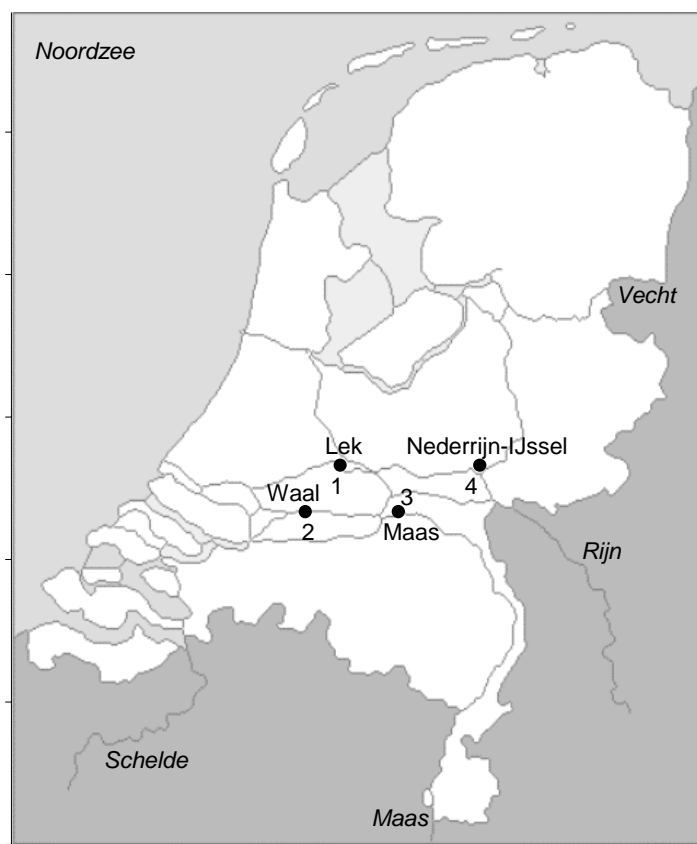 Noordzee
Vecht
Lek
Nederrijn-IJssel
1
4
Waal
3
2
Maas
Rijn
Schelde
Maas